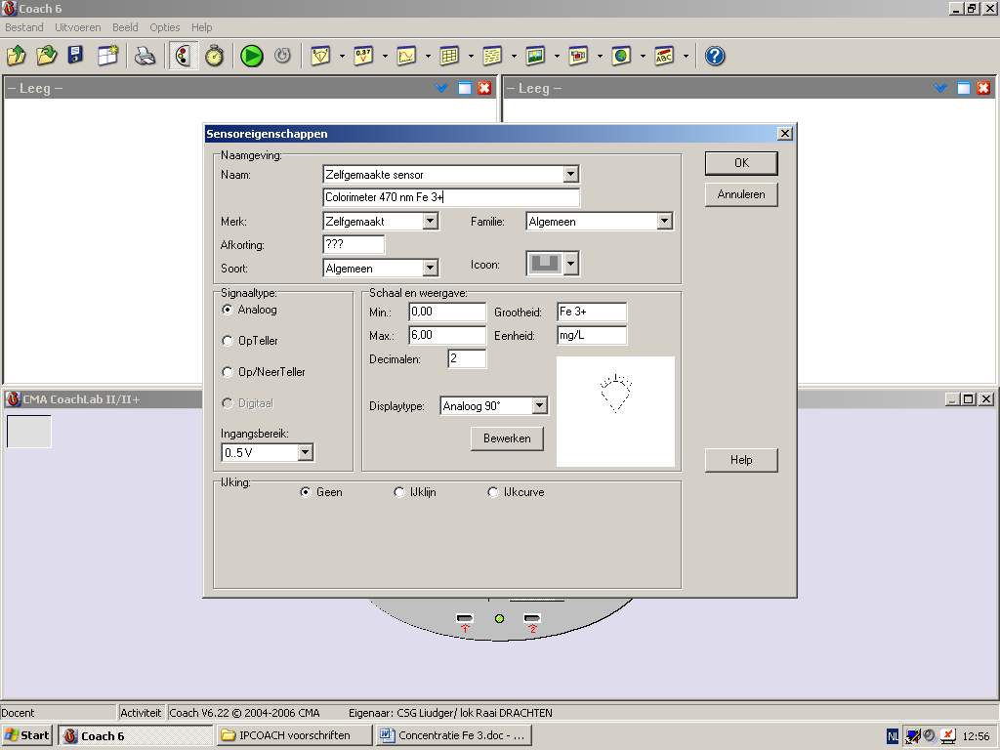 Coach 6
Bestand Uitvoeren Beeld Opties Help
0.37
ABC
– Leeg –
– Leeg –
Sensoreigenschappen
Naamgeving:
Naam: Zelfgemaakte sensor
Colorimeter 470 nm Fe 3+
Merk: Zelfgemaakt Familie: Algemeen
Afkorting: ???
Soort: Algemeen Icoon:
OK
Annuleren
Signaaltype:
Analoog
OpTeller
Op/NeerTeller
Digitaal
Ingangsbereik:
0..5 V
Schaal en weergave:
Min.: 0,00 Grootheid: Fe 3+
Max.: 6,00 Eenheid: mg/L
Decimalen: 2
Displaytype: Analoog 90°
Bewerken
Help
IJking:
Geen IJklijn IJkcurve
CMA CoachLab II/II+
1 2
Docent Activiteit Coach V6.22 © 2004-2006 CMA Eigenaar: CSG Liudger/ lok Raai DRACHTEN
Start Coach 6 IPCOACH voorschriften Concentratie Fe 3.doc - ... NL 12:56